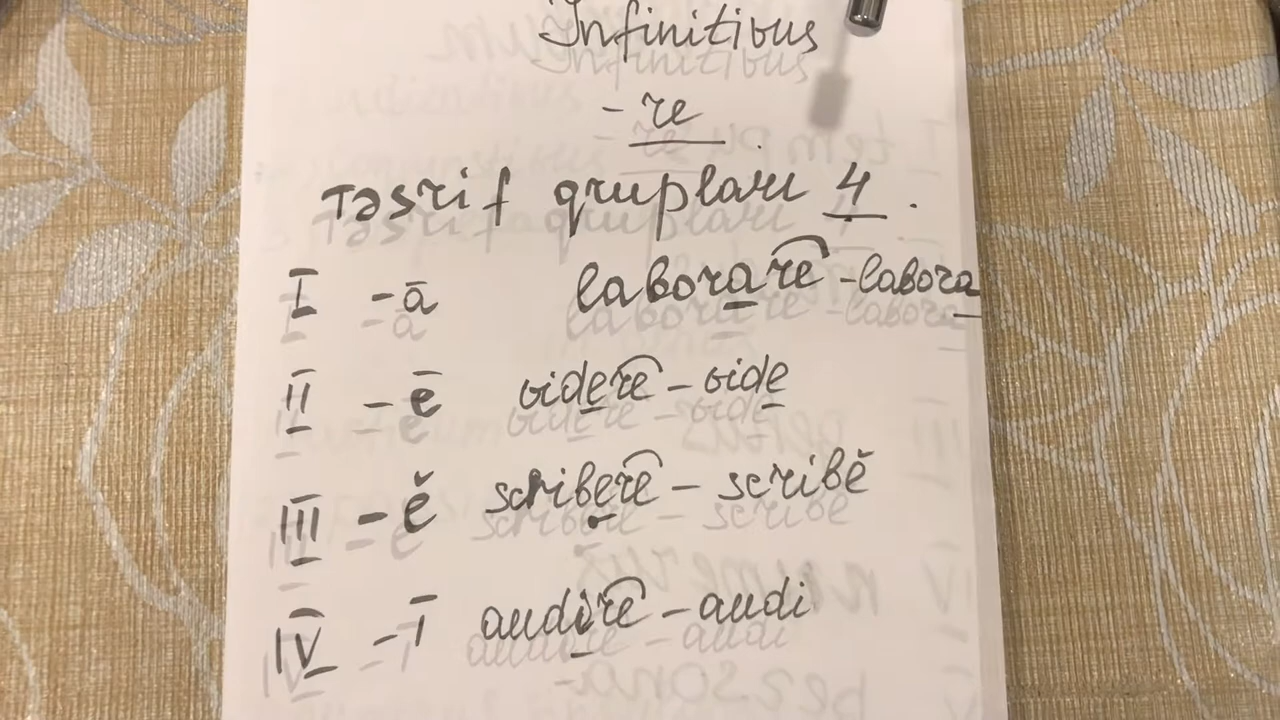 Infinitivus
- re
Təsrif qrupları 4.
I - ā laborare - labora
II - ē videre - vide
III - ĕ scribere - scribĕ
IV - ī audire - audi